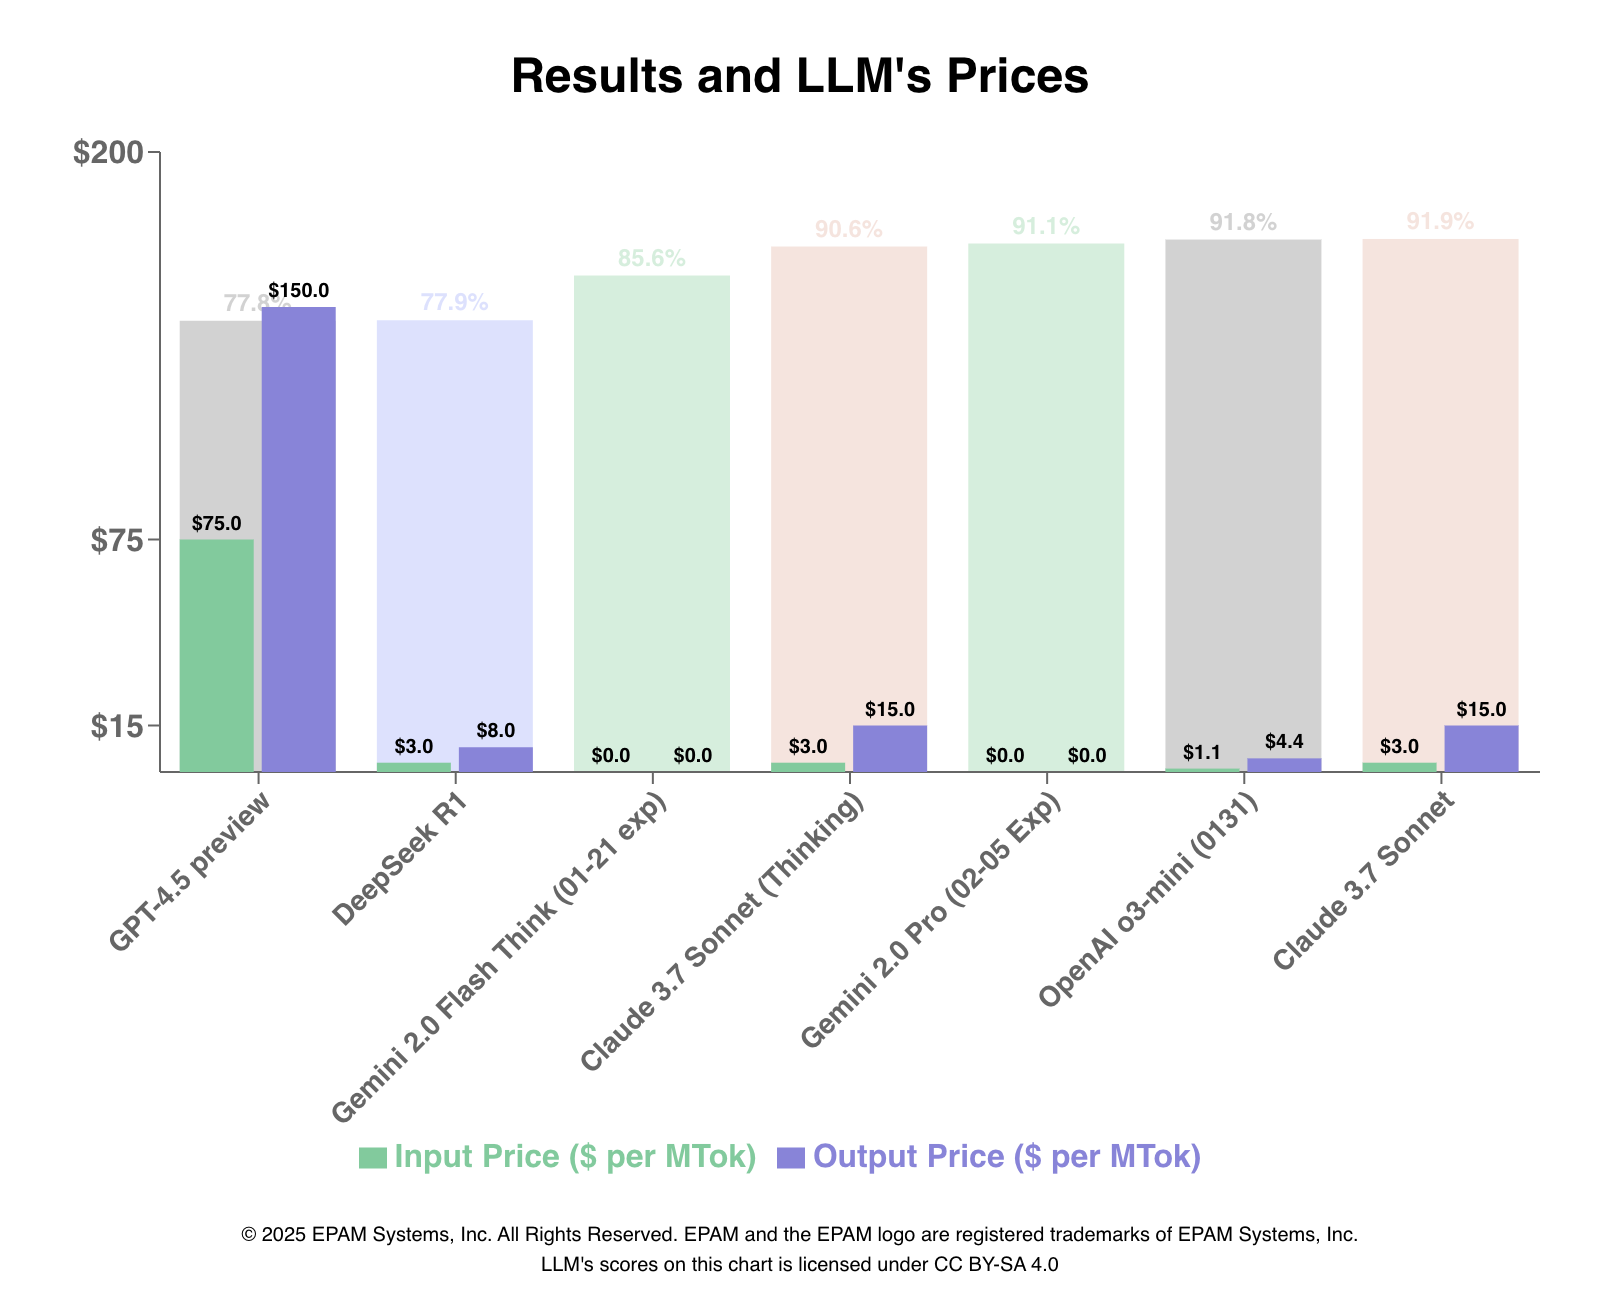 Results and LLM's Prices
$200
$75
$15
77.8%
77.9%
85.6%
90.6%
91.1%
91.8%
91.9%
$75.0
$150.0
$3.0
$8.0
$0.0
$0.0
$3.0
$15.0
$0.0
$0.0
$1.1
$4.4
$3.0
$15.0
GPT-4.5 preview
DeepSeek R1
Gemini 2.0 Flash Think (01-21 exp)
Claude 3.7 Sonnet (Thinking)
Gemini 2.0 Pro (02-05 Exp)
OpenAI o3-mini (0131)
Claude 3.7 Sonnet
Input Price ($ per MTok)
Output Price ($ per MTok)
© 2025 EPAM Systems, Inc. All Rights Reserved. EPAM and the EPAM logo are registered trademarks of EPAM Systems, Inc.
LLM's scores on this chart is licensed under CC BY-SA 4.0